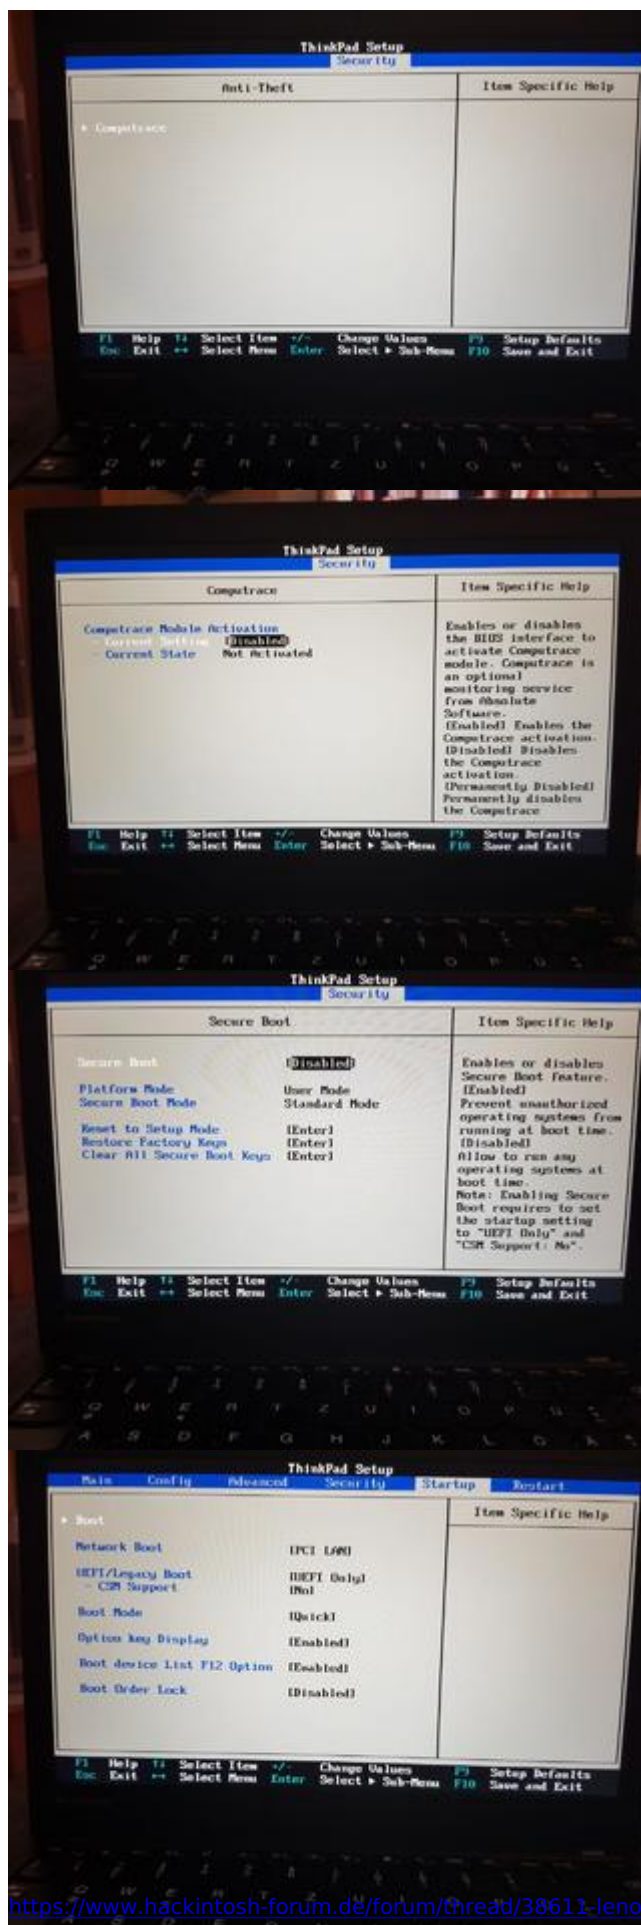 ThinkPad Setup
Security
Anti-Theft
Item Specific Help
Computrace
F1 Help ↑↓ Select Item +/- Change Values F9 Setup Defaults
Esc Exit ↔ Select Menu Enter Select ▸ Sub-Menu F10 Save and Exit
ThinkPad Setup
Security
Computrace
Item Specific Help
Computrace Module Activation
- Current Setting [Disabled]
- Current State Not Activated
Enables or disables
the BIOS interface to
activate Computrace
module. Computrace is
an optional
monitoring service
from Absolute
Software.
[Enabled] Enables the
Computrace activation.
[Disabled] Disables
the Computrace
activation.
[Permanently Disabled]
Permanently disables
the Computrace
F1 Help ↑↓ Select Item +/- Change Values F9 Setup Defaults
Esc Exit ↔ Select Menu Enter Select ▸ Sub-Menu F10 Save and Exit
ThinkPad Setup
Security
Secure Boot
Item Specific Help
Secure Boot [Disabled]
Platform Mode User Mode
Secure Boot Mode Standard Mode
Reset to Setup Mode [Enter]
Restore Factory Keys [Enter]
Clear All Secure Boot Keys [Enter]
Enables or disables
Secure Boot feature.
[Enabled]
Prevent unauthorized
operating systems from
running at boot time.
[Disabled]
Allow to run any
operating systems at
boot time.
Note: Enabling Secure
Boot requires to set
the startup setting
to "UEFI Only" and
"CSM Support: No".
F1 Help ↑↓ Select Item +/- Change Values F9 Setup Defaults
Esc Exit ↔ Select Menu Enter Select ▸ Sub-Menu F10 Save and Exit
ThinkPad Setup
Main Config Advanced Security Startup Restart
Item Specific Help
Boot
Network Boot [PCI LAN]
UEFI/Legacy Boot [UEFI Only]
- CSM Support [No]
Boot Mode [Quick]
Option key Display [Enabled]
Boot device List F12 Option [Enabled]
Boot Order Lock [Disabled]
F1 Help ↑↓ Select Item +/- Change Values F9 Setup Defaults
Esc Exit ↔ Select Menu Enter Select ▸ Sub-Menu F10 Save and Exit
https://www.hackintosh-forum.de/forum/thread/38611-leno